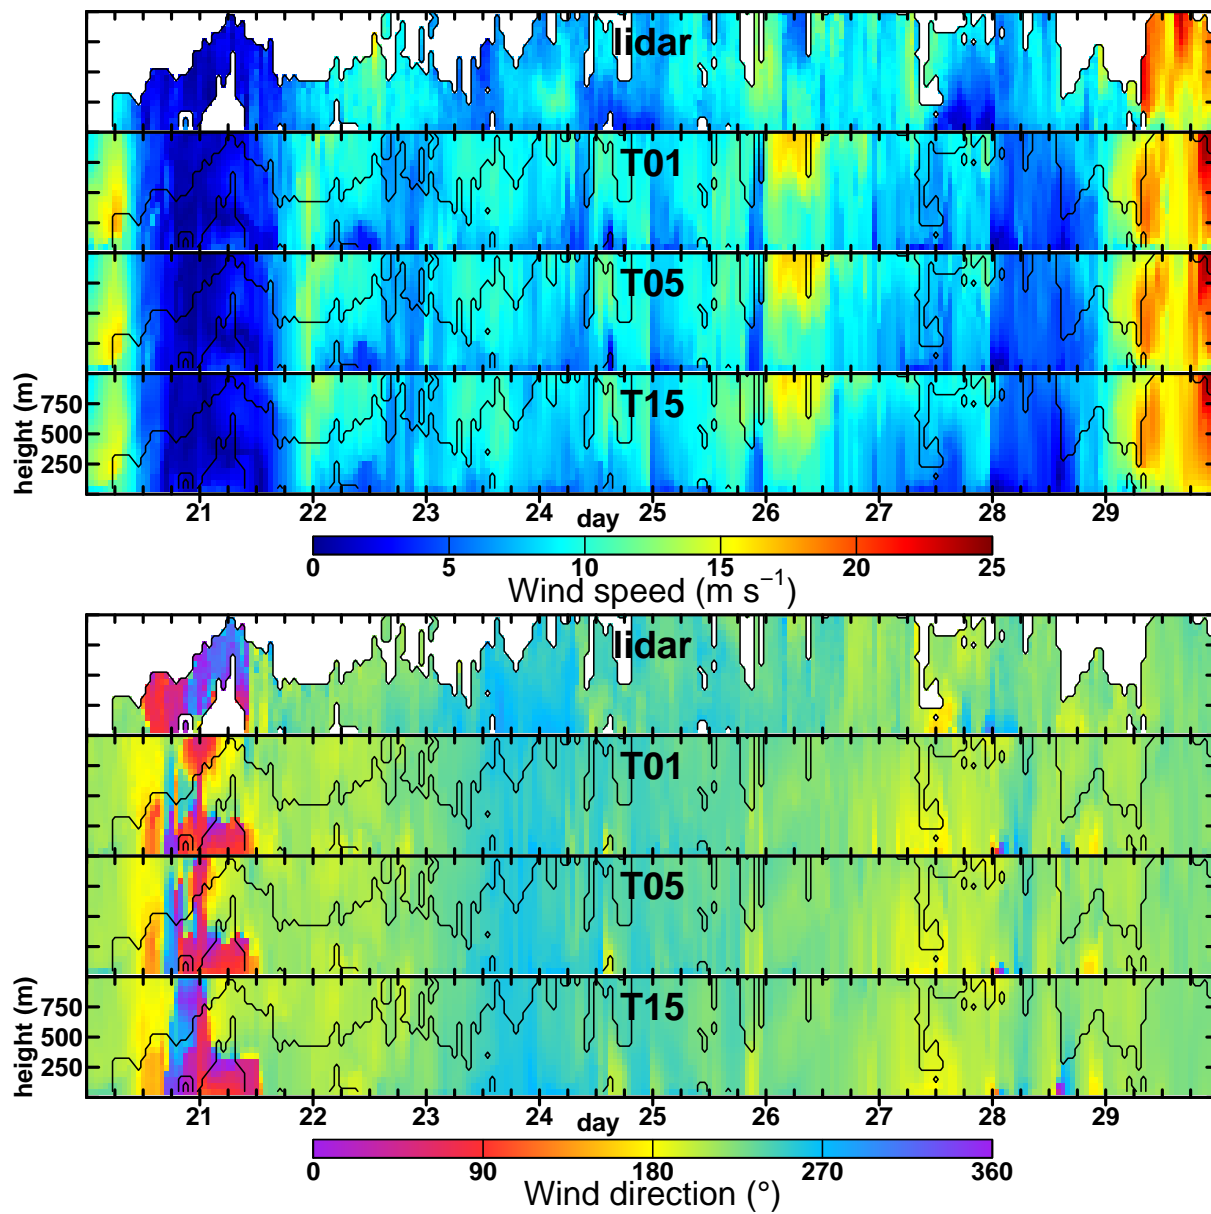 lidar
T01
T05
T15
height (m)
750
500
250
21 22 23 24 25 26 27 28 29
day
0 5 10 15 20 25
Wind speed (m s⁻¹)
lidar
T01
T05
T15
height (m)
750
500
250
21 22 23 24 25 26 27 28 29
day
0 90 180 270 360
Wind direction (°)